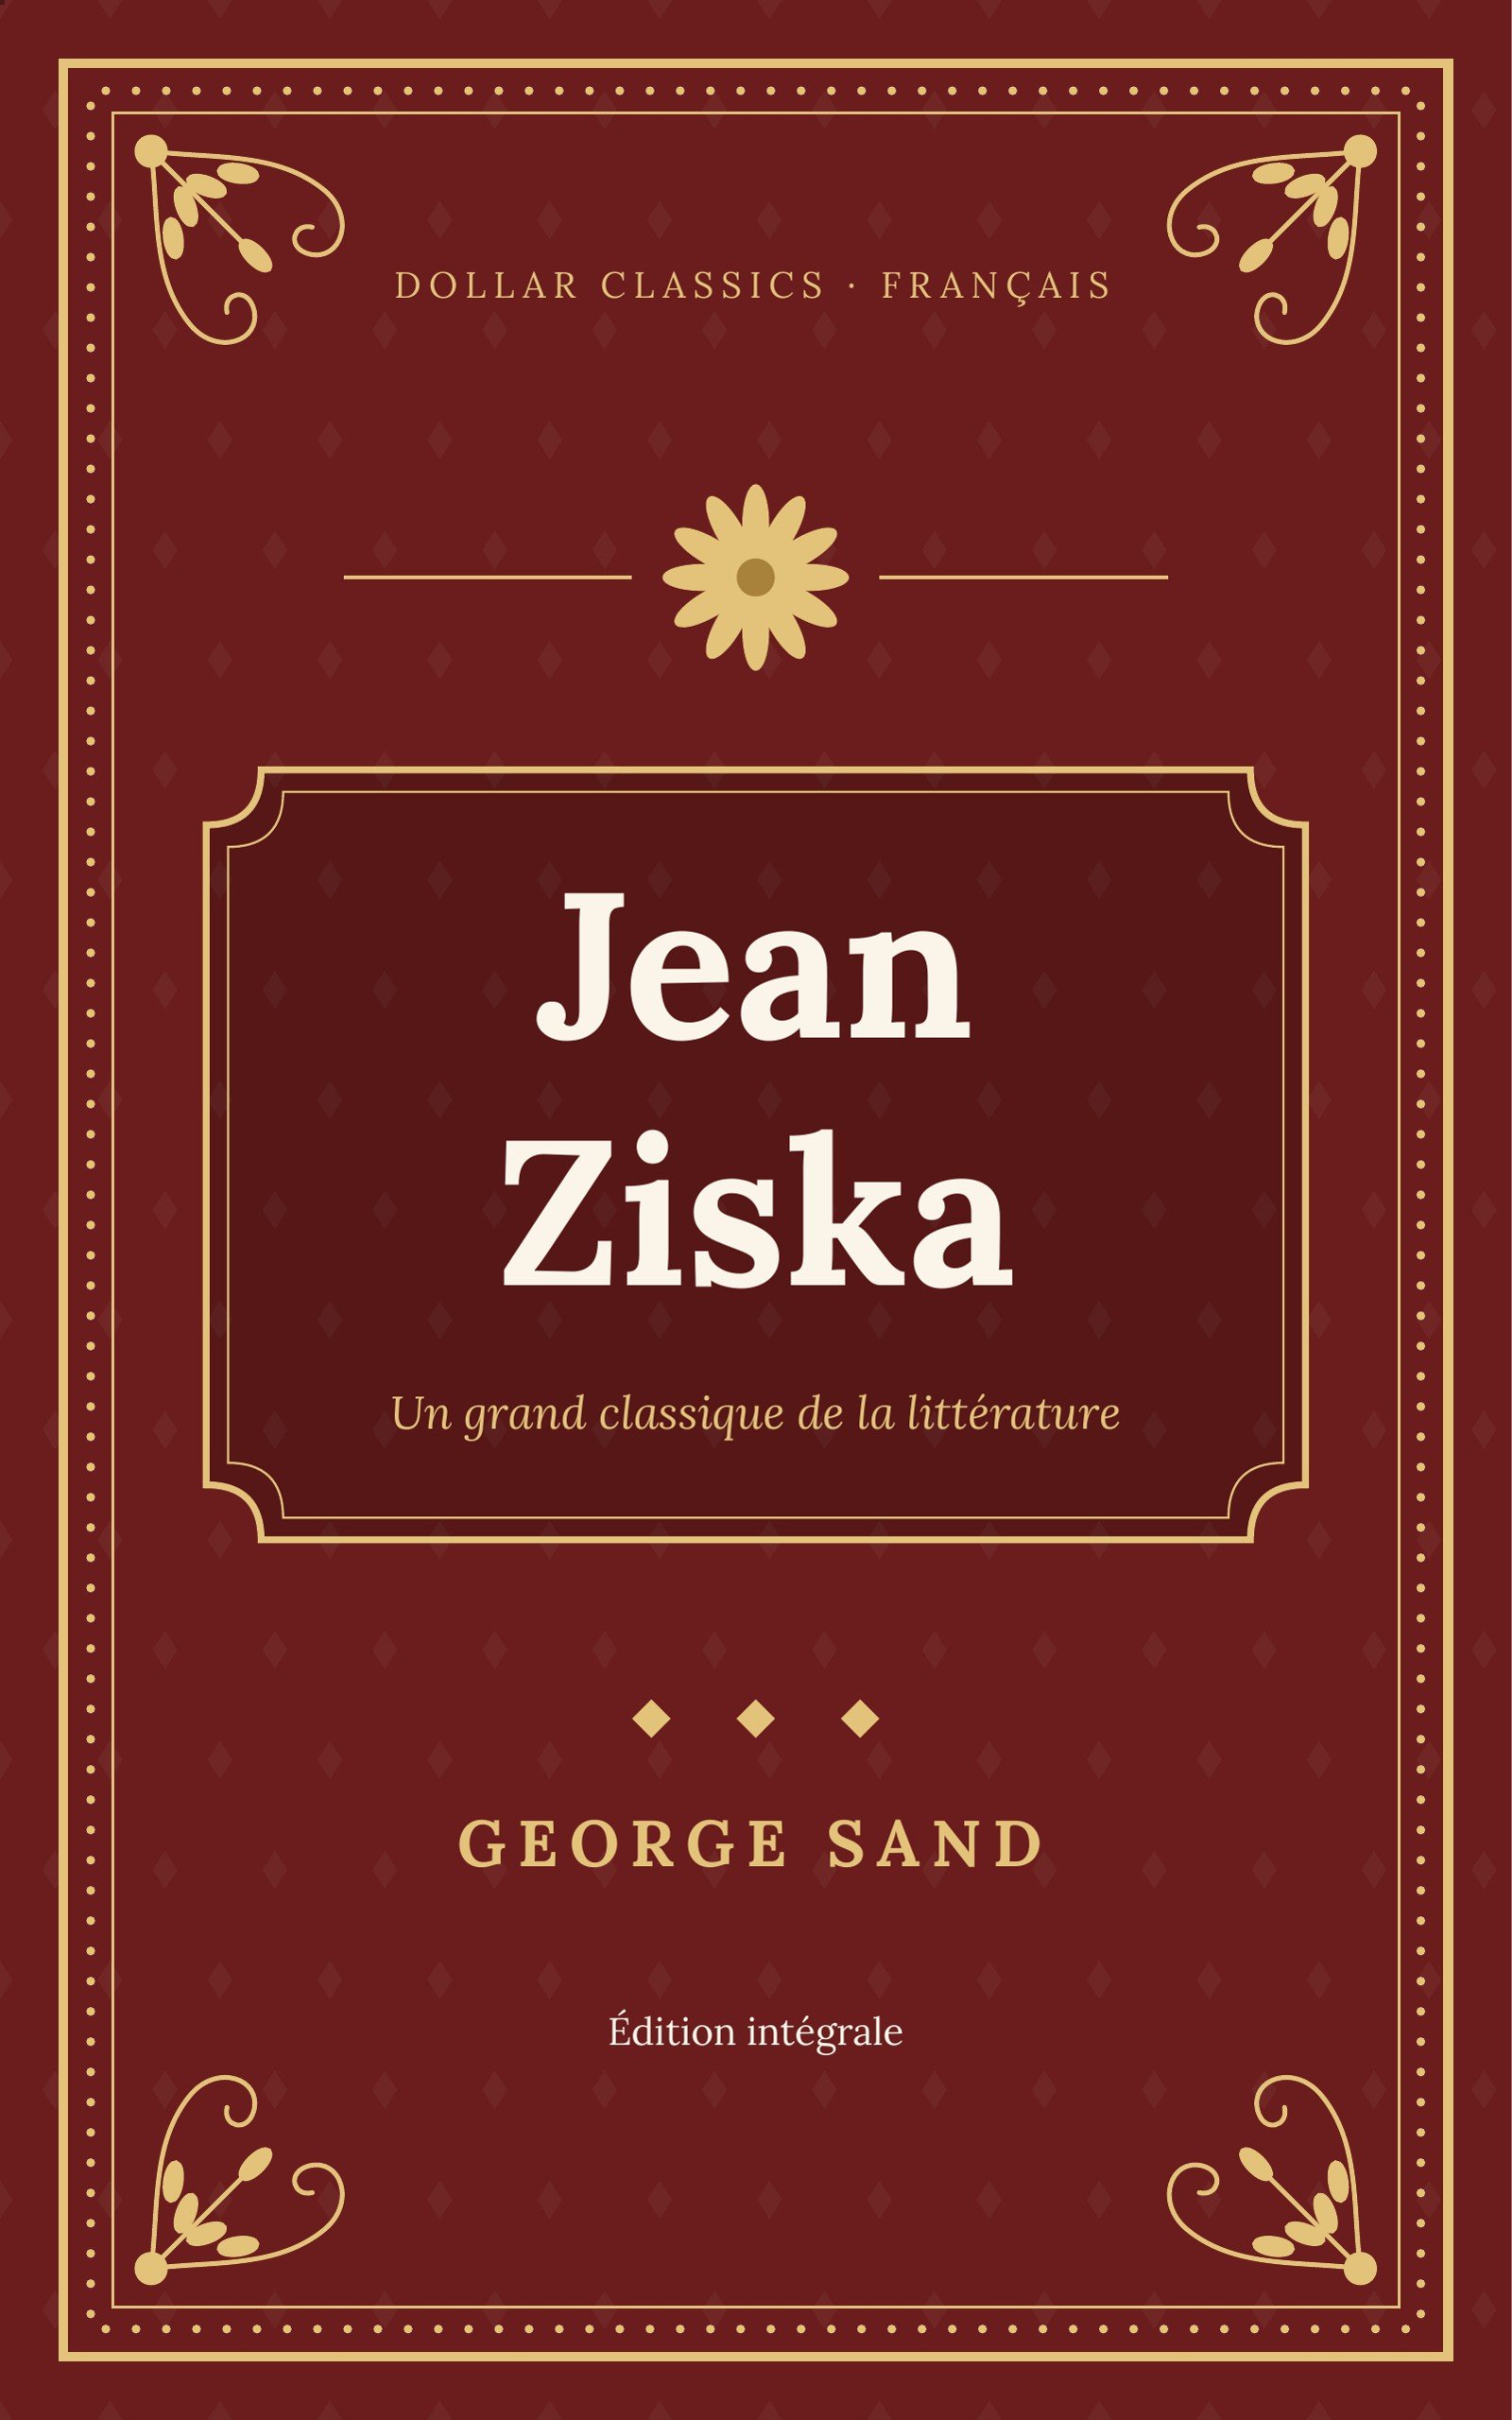 DOLLAR CLASSICS · FRANÇAIS
Jean
Ziska
Un grand classique de la littérature
GEORGE SAND
Édition intégrale